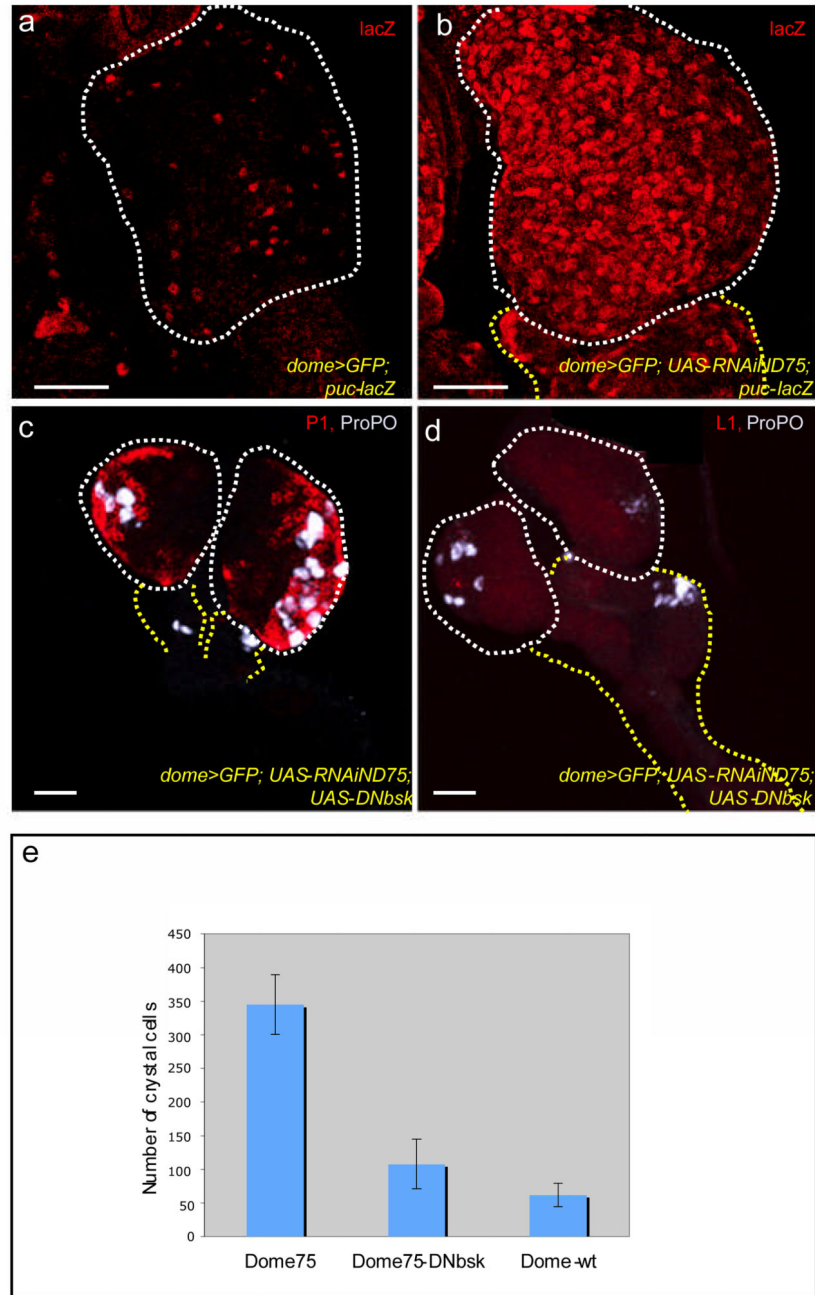 a
lacZ
dome>GFP;
puc-lacZ
b
lacZ
dome>GFP; UAS-RNAiND75;
puc-lacZ
c
P1, ProPO
dome>GFP; UAS-RNAiND75;
UAS-DNbsk
d
L1, ProPO
dome>GFP; UAS-RNAiND75;
UAS-DNbsk
e
Number of crystal cells
450
400
350
300
250
200
150
100
50
0
Dome75
Dome75-DNbsk
Dome-wt